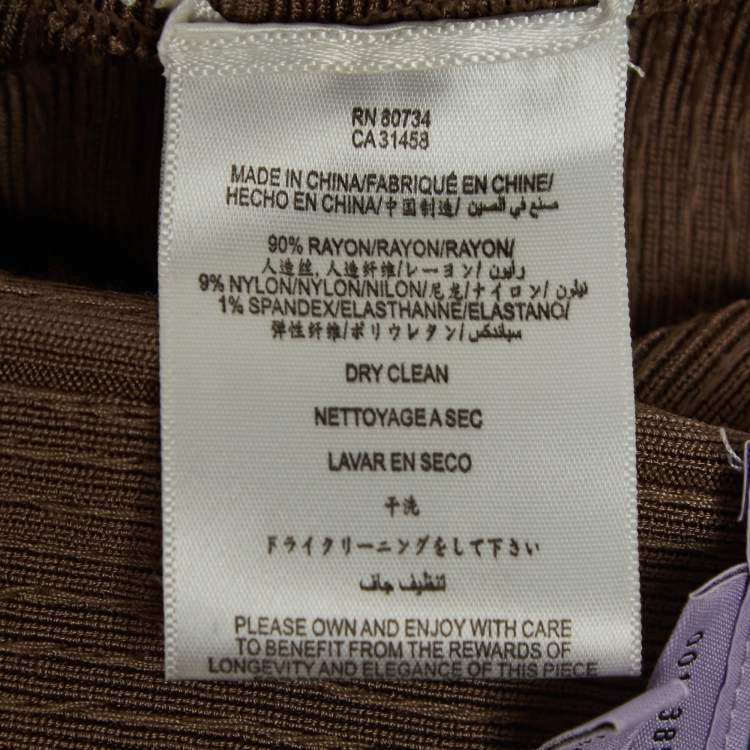 RN 80734
CA 31458
MADE IN CHINA/FABRIQUÉ EN CHINE/
HECHO EN CHINA/中国制造/ صنع في الصين
90% RAYON/RAYON/RAYON/
人造丝, 人造纤维/レーヨン/ رايون
9% NYLON/NYLON/NILON/尼龙/ナイロン/ نيلون
1% SPANDEX/ELASTHANNE/ELASTANO/
弹性纤维/ポリウレタン/ سباندكس
DRY CLEAN
NETTOYAGE A SEC
LAVAR EN SECO
干洗
ドライクリーニングをして下さい
لتنظيف جاف
PLEASE OWN AND ENJOY WITH CARE
TO BENEFIT FROM THE REWARDS OF
LONGEVITY AND ELEGANCE OF THIS PIECE